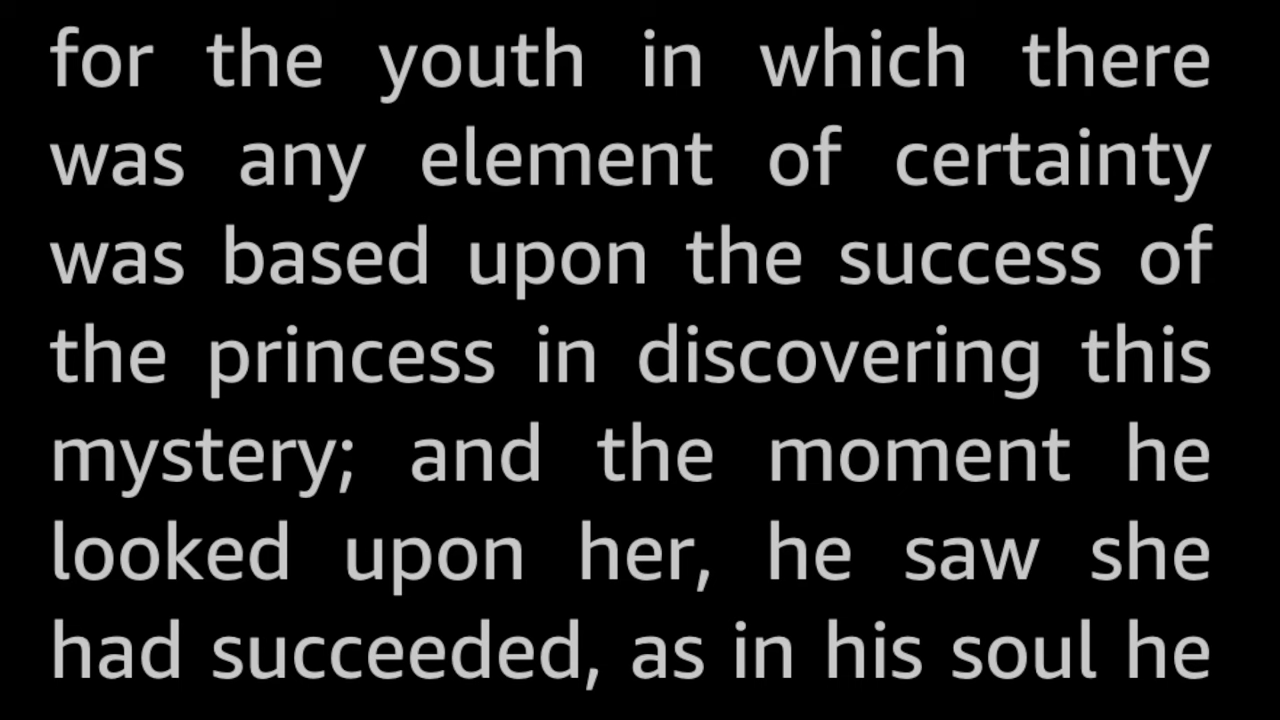 for the youth in which there
was any element of certainty
was based upon the success of
the princess in discovering this
mystery; and the moment he
looked upon her, he saw she
had succeeded, as in his soul he